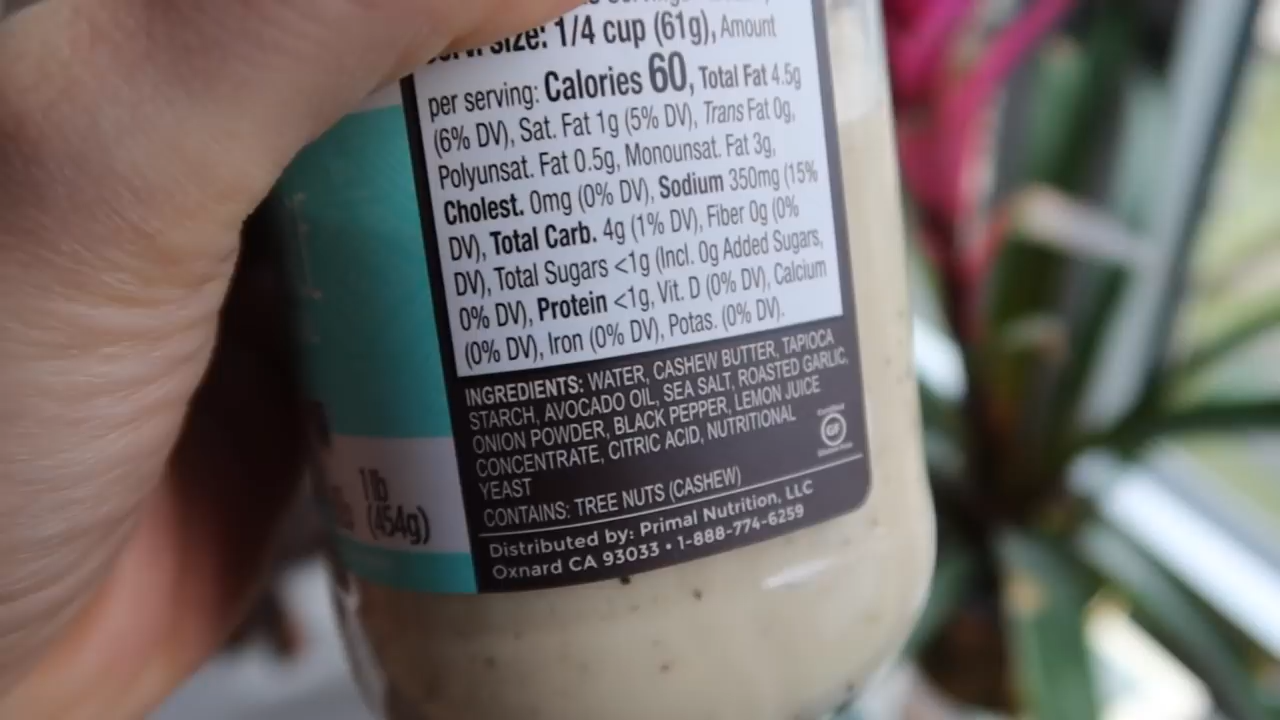 size: 1/4 cup (61g), Amount
per serving: Calories 60, Total Fat 4.5g
(6% DV), Sat. Fat 1g (5% DV), Trans Fat 0g,
Polyunsat. Fat 0.5g, Monounsat. Fat 3g,
Cholest. 0mg (0% DV), Sodium 350mg (15%
DV), Total Carb. 4g (1% DV), Fiber 0g (0%
DV), Total Sugars <1g (Incl. 0g Added Sugars,
0% DV), Protein <1g, Vit. D (0% DV), Calcium
(0% DV), Iron (0% DV), Potas. (0% DV).
INGREDIENTS: WATER, CASHEW BUTTER, TAPIOCA
STARCH, AVOCADO OIL, SEA SALT, ROASTED GARLIC,
ONION POWDER, BLACK PEPPER, LEMON JUICE
CONCENTRATE, CITRIC ACID, NUTRITIONAL
YEAST
CONTAINS: TREE NUTS (CASHEW)
Certified
GF
Gluten-Free
Distributed by: Primal Nutrition, LLC
Oxnard CA 93033 • 1-888-774-6259
1 lb
(454g)